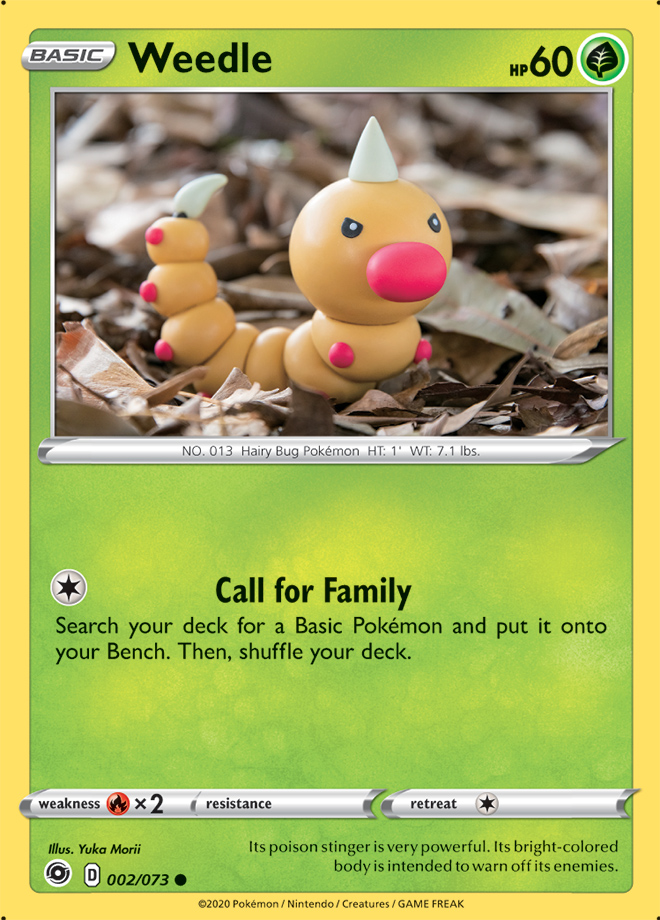 BASIC Weedle HP60
NO. 013 Hairy Bug Pokémon HT: 1' WT: 7.1 lbs.
Call for Family
Search your deck for a Basic Pokémon and put it onto
your Bench. Then, shuffle your deck.
weakness ×2 resistance retreat
Illus. Yuka Morii
Its poison stinger is very powerful. Its bright-colored
body is intended to warn off its enemies.
D 002/073
©2020 Pokémon / Nintendo / Creatures / GAME FREAK